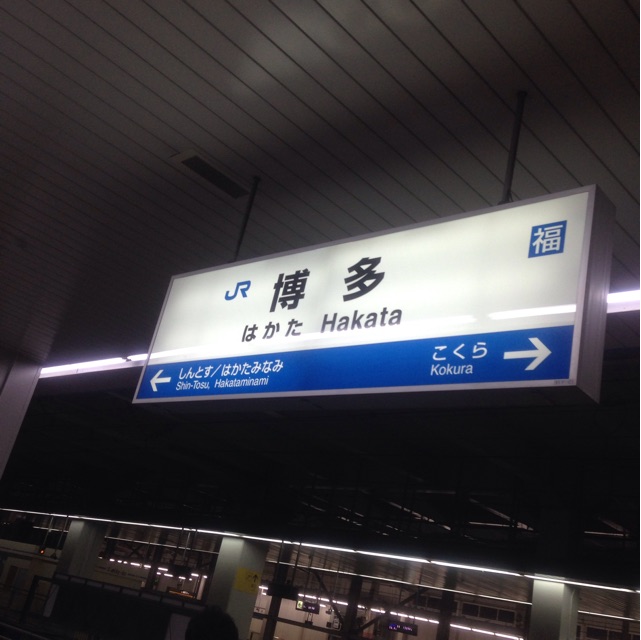 福
JR 博多
はかた Hakata
← しんとす/はかたみなみ
Shin-Tosu, Hakataminami
こくら →
Kokura